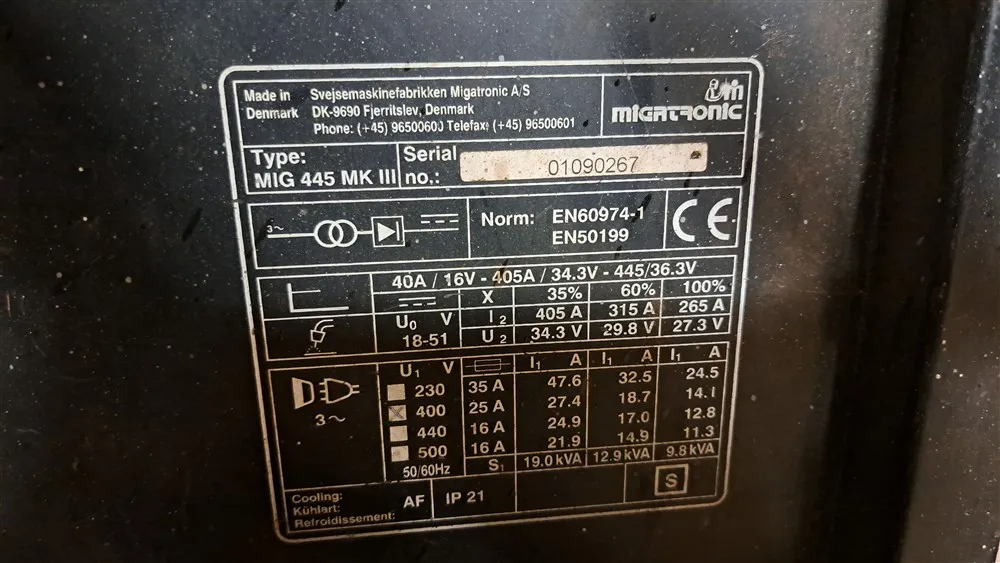 Made in Svejsemaskinefabrikken Migatronic A/S
Denmark DK-9690 Fjerritslev, Denmark
Phone: (+45) 96500600 Telefax: (+45) 96500601
MIGATRONIC
Type: Serial
MIG 445 MK III no.: 01090267
3~
Norm: EN60974-1
EN50199
CE
40A / 16V - 405A / 34.3V - 445/36.3V
X 35% 60% 100%
U0 V I2 405 A 315 A 265 A
18-51 U2 34.3 V 29.8 V 27.3 V
U1 V I1 A I1 A I1 A
230 35 A 47.6 32.5 24.5
400 25 A 27.4 18.7 14.1
440 16 A 24.9 17.0 12.8
500 16 A 21.9 14.9 11.3
3~
50/60Hz S1 19.0 kVA 12.9 kVA 9.8 kVA
Cooling:
Kühlart: AF IP 21 S
Refroidissement: